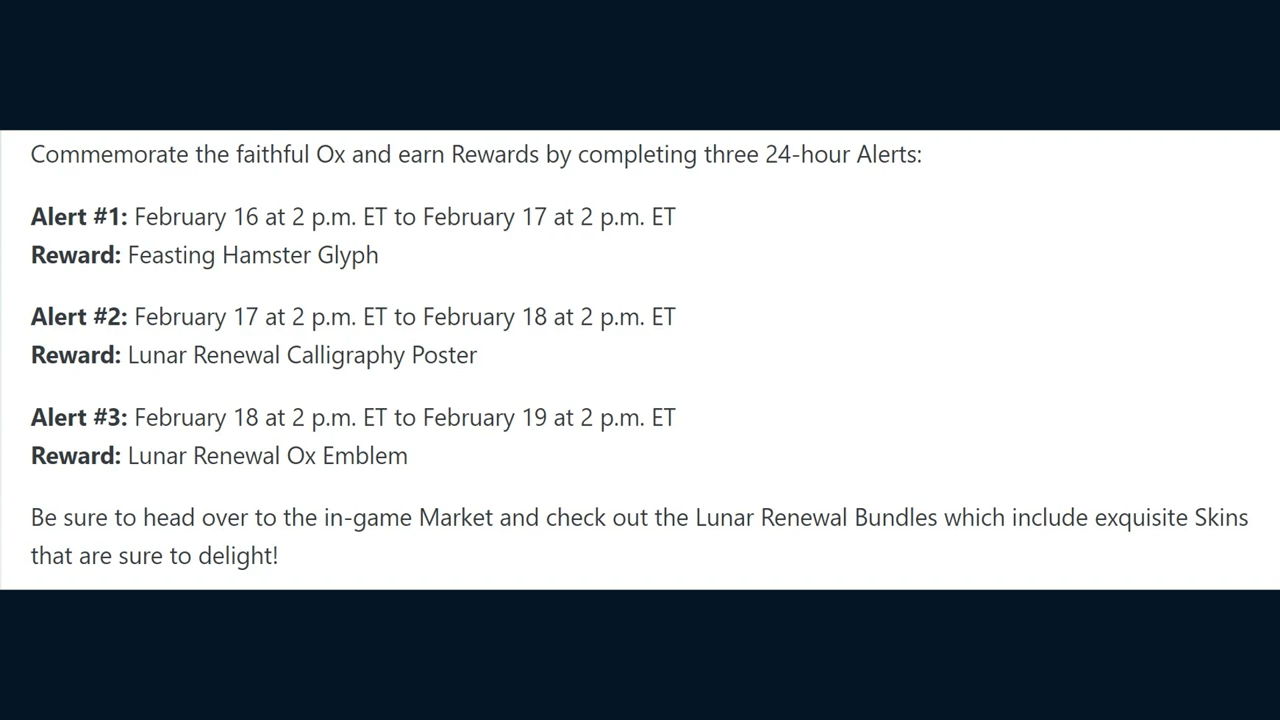 Commemorate the faithful Ox and earn Rewards by completing three 24-hour Alerts:
Alert #1: February 16 at 2 p.m. ET to February 17 at 2 p.m. ET
Reward: Feasting Hamster Glyph
Alert #2: February 17 at 2 p.m. ET to February 18 at 2 p.m. ET
Reward: Lunar Renewal Calligraphy Poster
Alert #3: February 18 at 2 p.m. ET to February 19 at 2 p.m. ET
Reward: Lunar Renewal Ox Emblem
Be sure to head over to the in-game Market and check out the Lunar Renewal Bundles which include exquisite Skins
that are sure to delight!